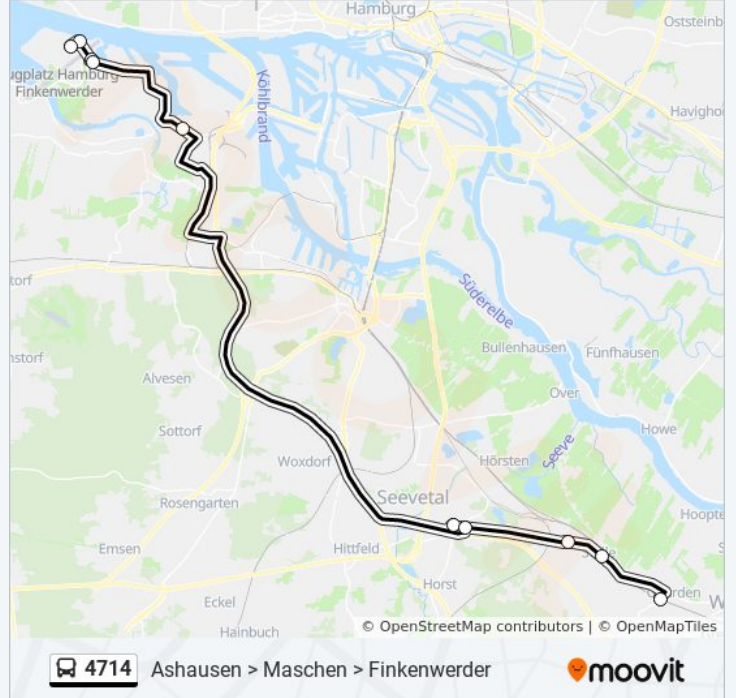 Hamburg
Oststeinb
ugplatz Hamburg
Finkenwerder
Köhlbrand
Havigho
torf
Süderelbe
nstorf
Bullenhausen
Fünfhausen
Alvesen
Over
Sottorf
Howe
Seeve
Woxdorf
Hörsten
Seevetal
Rosengarten
Hoopte
Emsen
Hittfeld
Horst
Eckel
W
Hainbuch
© OpenStreetMap contributors | © OpenMapTiles
4714 Ashausen > Maschen > Finkenwerder
moovit